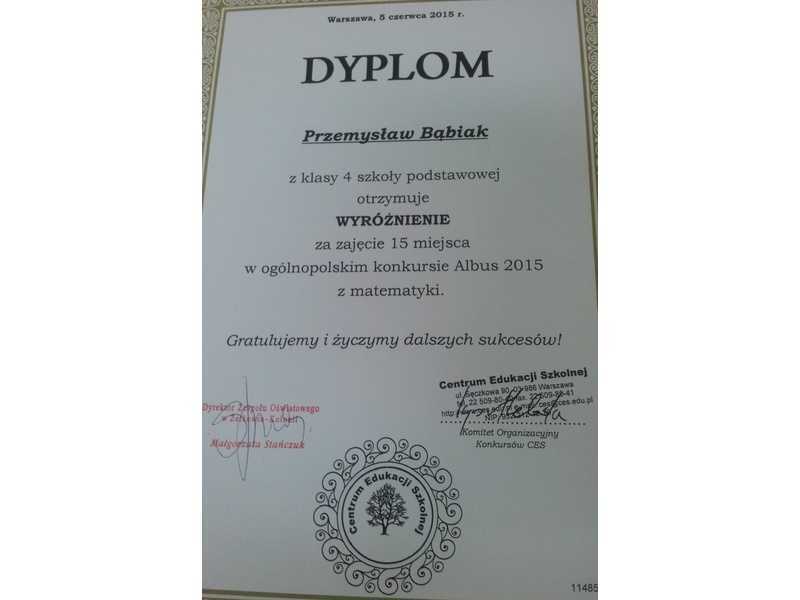 Warszawa, 5 czerwca 2015 r.
DYPLOM
Przemysław Bąbiak
z klasy 4 szkoły podstawowej
otrzymuje
WYRÓŻNIENIE
za zajęcie 15 miejsca
w ogólnopolskim konkursie Albus 2015
z matematyki.
Gratulujemy i życzymy dalszych sukcesów!
Dyrektor Zespołu Oświatowego
Małgorzata Stańczuk
Centrum Edukacji Szkolnej
Warszawa
Komitet Organizacyjny
Konkursów CES
Centrum Edukacji Szkolnej
11485